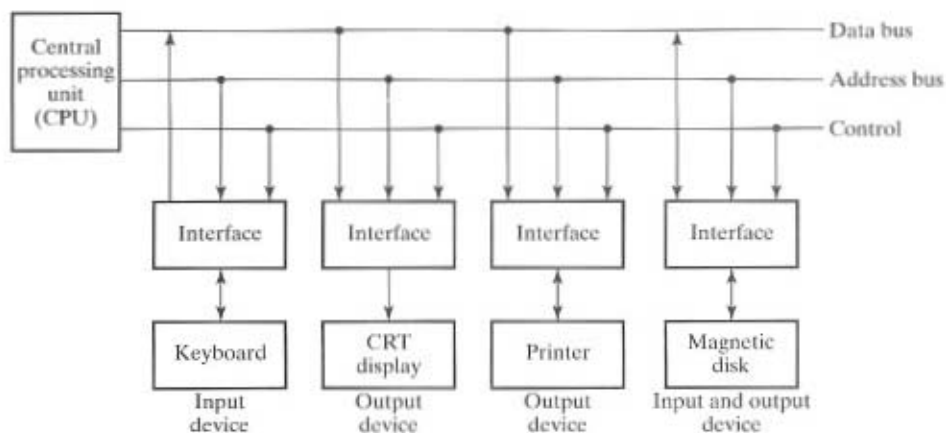 Central
processing
unit
(CPU)
Data bus
Address bus
Control
Interface
Interface
Interface
Interface
Keyboard
CRT
display
Printer
Magnetic
disk
Input
device
Output
device
Output
device
Input and output
device